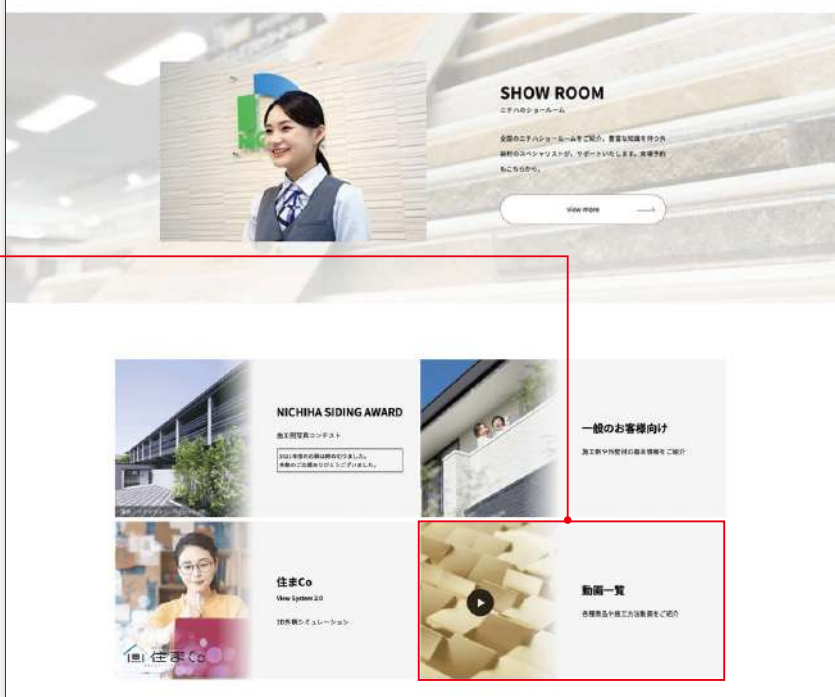 SHOW ROOM
ニチハのショールーム
全国のニチハショールームをご紹介、豊富な知識を持つ外
装材のスペシャリストが、サポートいたします。来場予約
もこちらから。
view more
NICHIHA SIDING AWARD
施工例写真コンテスト
2021年度の応募は締め切りました。
多数のご応募ありがとうございました。
一般のお客様向け
施工例や外壁材の基本情報をご紹介
住まCo
View System 2.0
3D外観シミュレーション
住まCo
動画一覧
各種商品や施工方法動画をご紹介